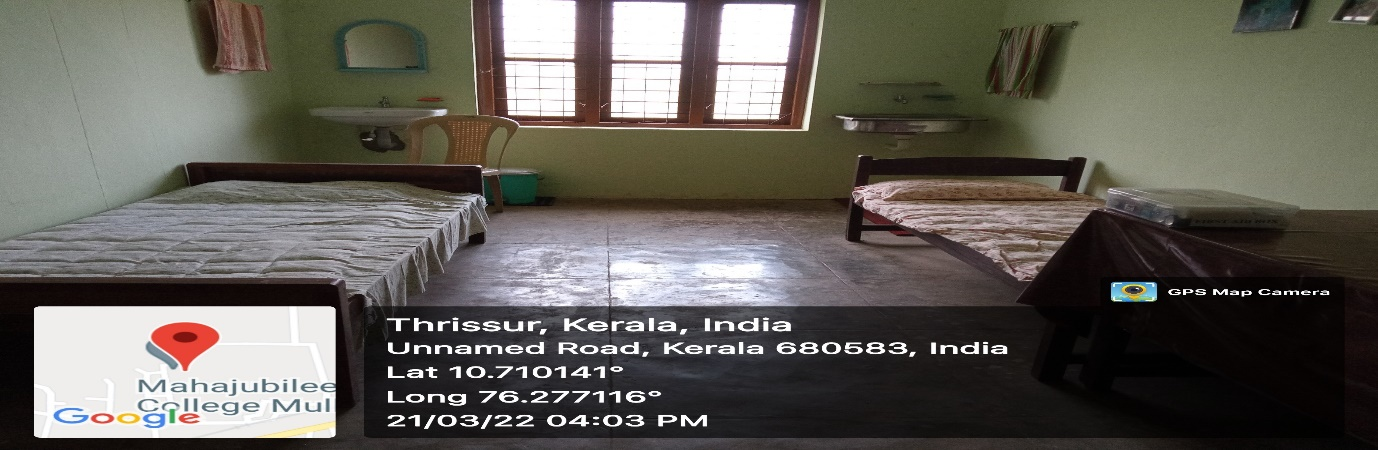 GPS Map Camera
Thrissur, Kerala, India
Unnamed Road, Kerala 680583, India
Lat 10.710141°
Long 76.277116°
21/03/22 04:03 PM
Mahajubilee
College Mul
Google